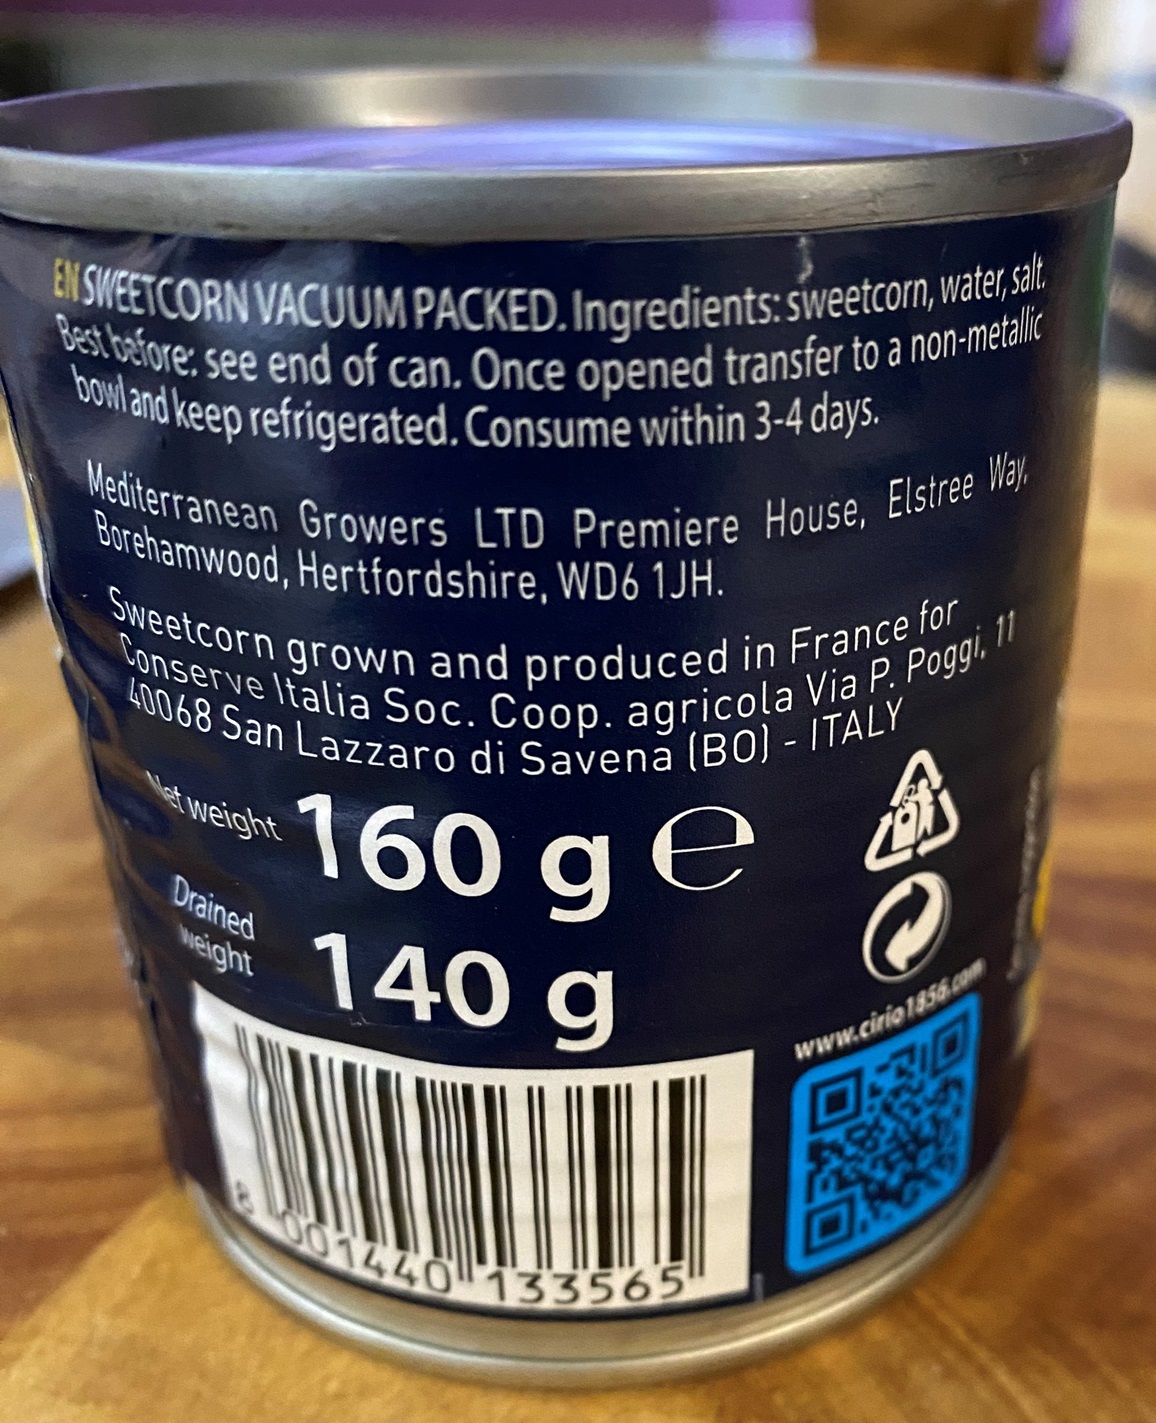 EN SWEETCORN VACUUM PACKED. Ingredients: sweetcorn, water, salt.
Best before: see end of can. Once opened transfer to a non-metallic
bowl and keep refrigerated. Consume within 3-4 days.
Mediterranean Growers LTD Premiere House, Elstree Way,
Borehamwood, Hertfordshire, WD6 1JH.
Sweetcorn grown and produced in France for
Conserve Italia Soc. Coop. agricola Via P. Poggi, 11
40068 San Lazzaro di Savena (BO) - ITALY
Net weight 160 g e
Drained
weight 140 g
www.cirio1856.com
8 001440 133565